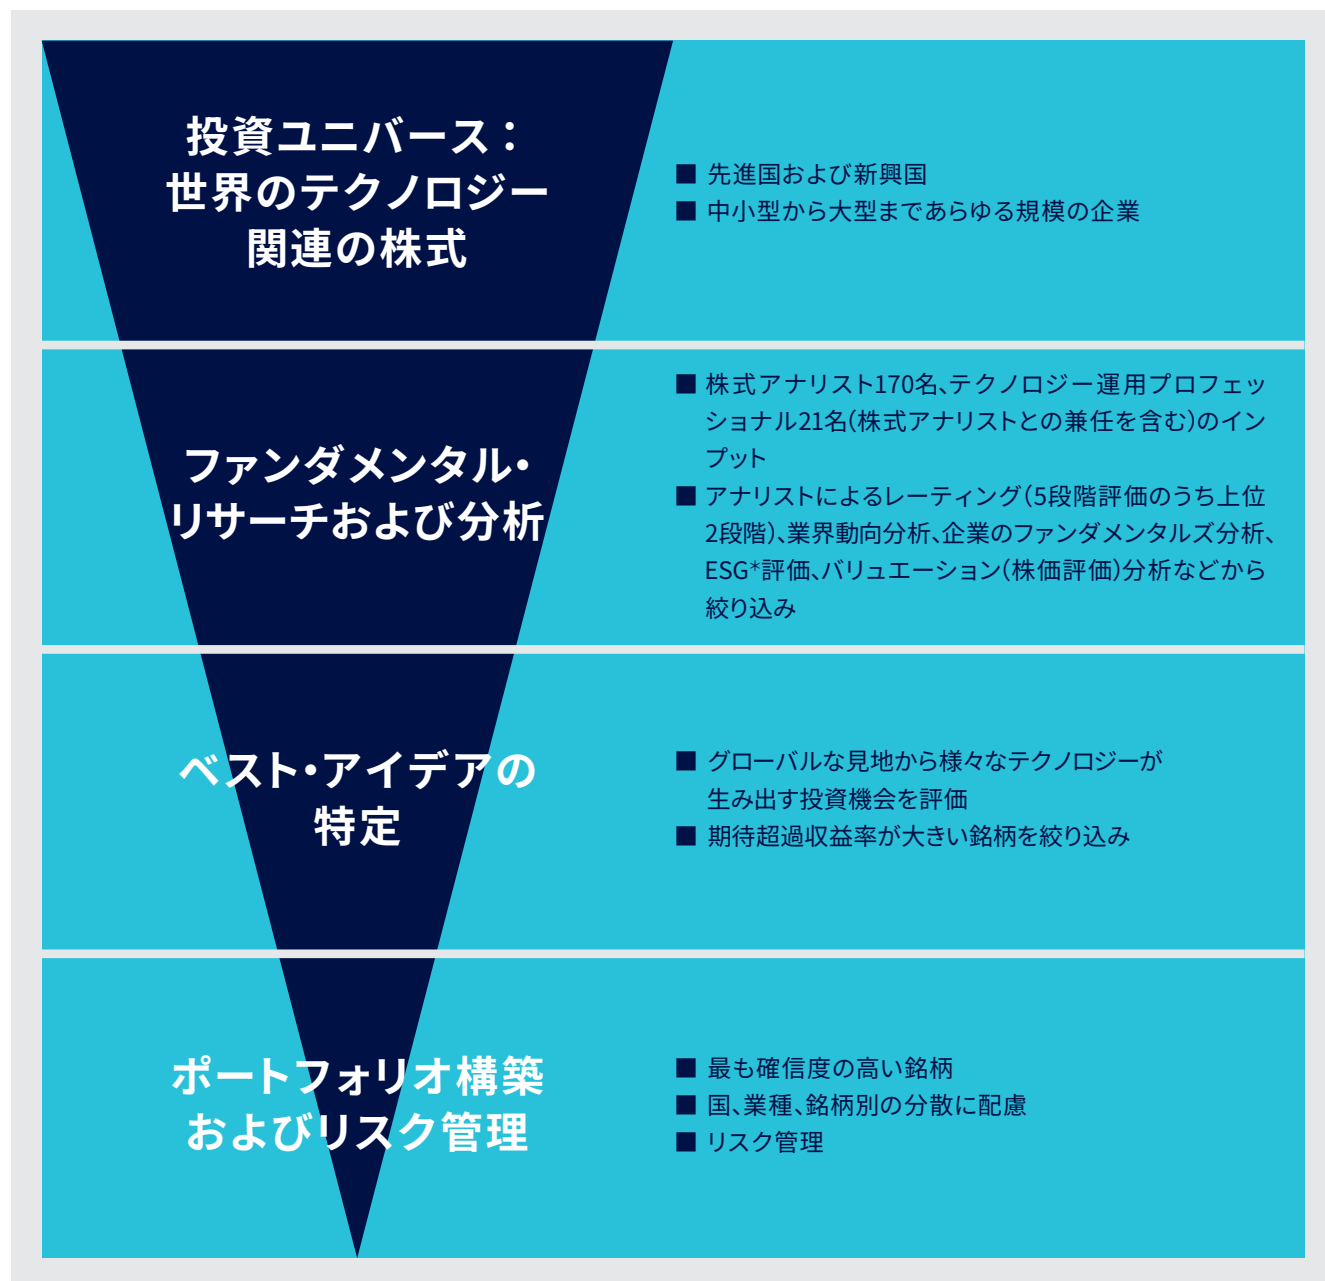 投資ユニバース：
世界のテクノロジー
関連の株式
■ 先進国および新興国
■ 中小型から大型まであらゆる規模の企業
ファンダメンタル・
リサーチおよび分析
■ 株式アナリスト170名、テクノロジー運用プロフェッ
ショナル21名（株式アナリストとの兼任を含む）のイン
プット
■ アナリストによるレーティング（5段階評価のうち上位
2段階）、業界動向分析、企業のファンダメンタルズ分析、
ESG*評価、バリュエーション（株価評価）分析などから
絞り込み
ベスト・アイデアの
特定
■ グローバルな見地から様々なテクノロジーが
生み出す投資機会を評価
■ 期待超過収益率が大きい銘柄を絞り込み
ポートフォリオ構築
およびリスク管理
■ 最も確信度の高い銘柄
■ 国、業種、銘柄別の分散に配慮
■ リスク管理